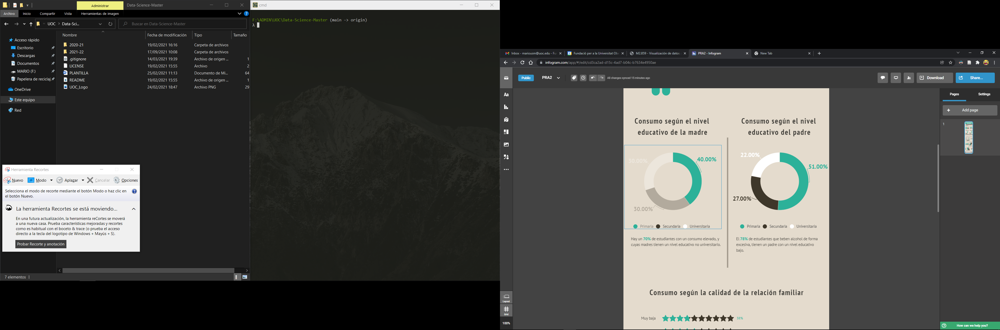 Administrar
Data-Science-Master
Archivo
Inicio
Compartir
Vista
Herramientas de imagen
UOC
Data-Sci...
Buscar en Data-Science-Master
Nombre
Fecha de modificación
Tipo
Tamaño
Acceso rápido
Escritorio
Descargas
Documentos
MARIO (F:)
Papelera de reciclaj
OneDrive
Este equipo
Red
2020-21 19/02/2021 16:16 Carpeta de archivos
2021-22 17/09/2021 10:08 Carpeta de archivos
.gitignore 14/03/2021 19:39 Archivo de origen ... 1
LICENSE 19/02/2021 15:55 Archivo 2
PLANTILLA 25/02/2021 11:13 Documento de Mi... 64
README 19/02/2021 15:55 Archivo de origen ... 1
UOC_Logo 24/02/2021 18:47 Archivo PNG 29
7 elementos
Herramienta Recortes
Nuevo
Modo
Aplazar
Cancelar
Opciones
Selecciona el modo de recorte mediante el botón Modo o haz clic en
el botón Nuevo.
La herramienta Recortes se está moviendo...
En una futura actualización, la herramienta reCortes se moverá
a una nueva casa. Prueba características mejoradas y recortes
como es habitual con el boceto & trace (o prueba el acceso
directo a la tecla del logotipo de Windows + Mayús + S).
Probar Recorte y anotación
cmd
F:\ADMIN\UOC\Data-Science-Master (main -> origin)
λ
Inbox - mariousm@uoc.edu - Fu
Fundació per a la Universitat Obe
M2.859 - Visualización de datos
PRA2 - Infogram
New Tab
infogram.com/app/#/edit/cd3ca2ad-d15c-4ad7-b04c-b7634e4950ae
Public
PRA2
All changes synced 15 minutes ago
Download
Share...
Aa
Layout
Grid
100%
Pages
Settings
Add page
1
How can we help you?
Consumo según el nivel
educativo de la madre
30.00%
40.00%
30.00%
Primaria
Secundaria
Universitaria
Hay un 70% de estudiantes con un consumo elevado, y
cuyas madres tienen un nivel educativo no universitario.
Consumo según el nivel
educativo del padre
22.00%
51.00%
27.00%
Primaria
Secundaria
Universitaria
El 78% de estudiantes que beben alcohol de forma
excesiva, tienen un padre con un nivel educativo
bajo.
Consumo según la calidad de la relación familiar
Muy baja
38%